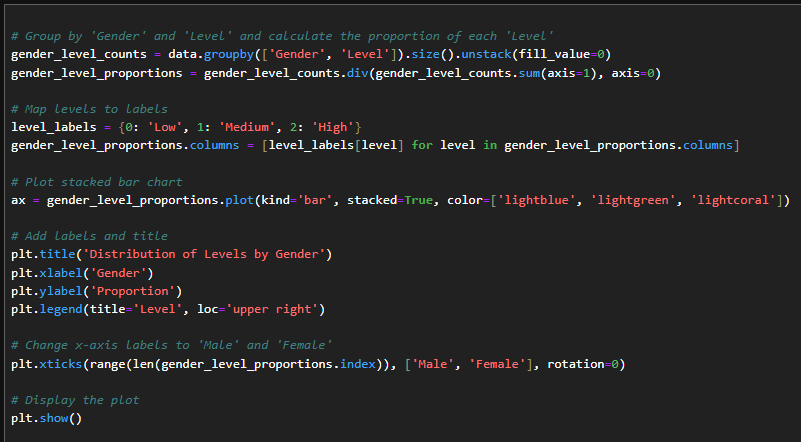 # Group by 'Gender' and 'Level' and calculate the proportion of each 'Level'
gender_level_counts = data.groupby(['Gender', 'Level']).size().unstack(fill_value=0)
gender_level_proportions = gender_level_counts.div(gender_level_counts.sum(axis=1), axis=0)
# Map levels to labels
level_labels = {0: 'Low', 1: 'Medium', 2: 'High'}
gender_level_proportions.columns = [level_labels[level] for level in gender_level_proportions.columns]
# Plot stacked bar chart
ax = gender_level_proportions.plot(kind='bar', stacked=True, color=['lightblue', 'lightgreen', 'lightcoral'])
# Add labels and title
plt.title('Distribution of Levels by Gender')
plt.xlabel('Gender')
plt.ylabel('Proportion')
plt.legend(title='Level', loc='upper right')
# Change x-axis labels to 'Male' and 'Female'
plt.xticks(range(len(gender_level_proportions.index)), ['Male', 'Female'], rotation=0)
# Display the plot
plt.show()